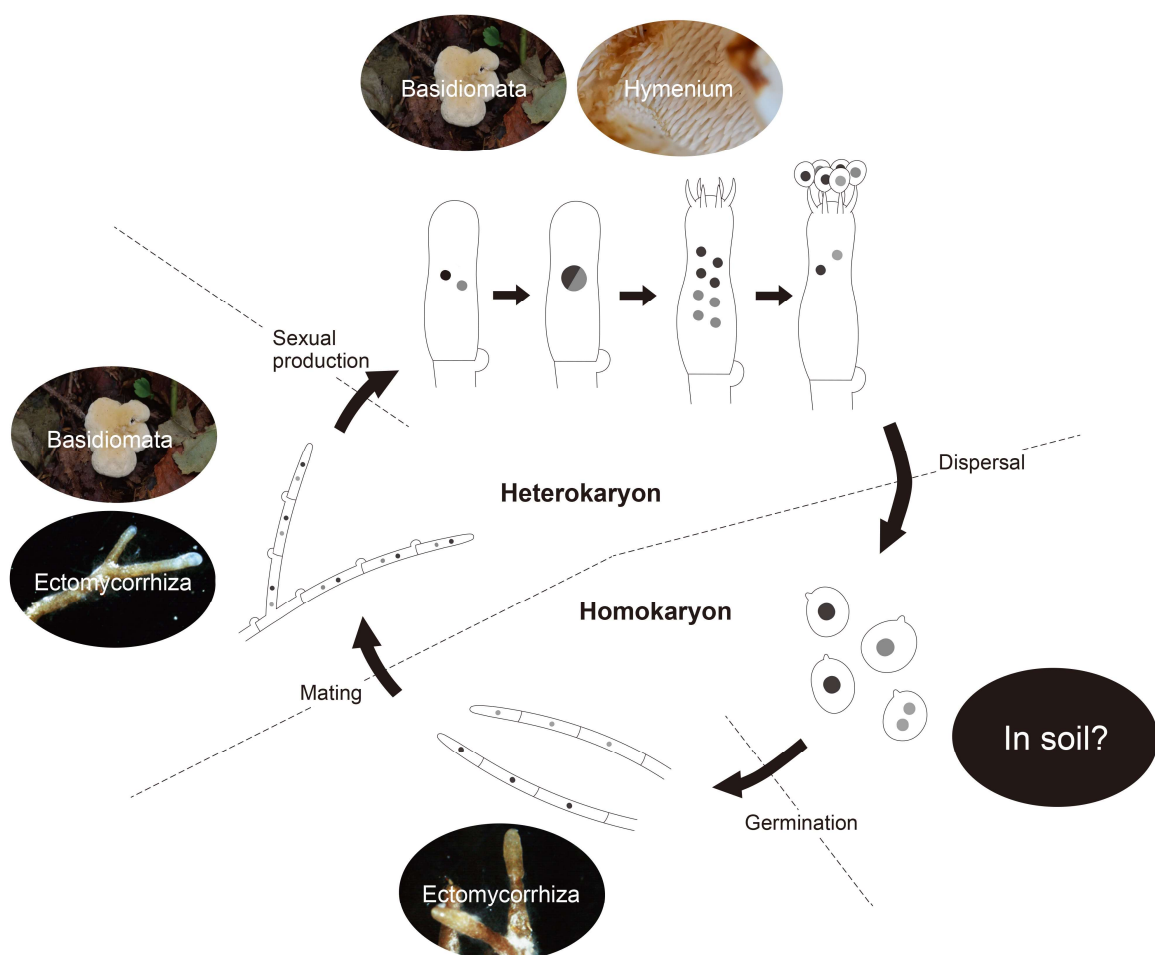 Basidiomata
Hymenium
Sexual
production
Basidiomata
Dispersal
Heterokaryon
Ectomycorrhiza
Homokaryon
Mating
In soil?
Germination
Ectomycorrhiza